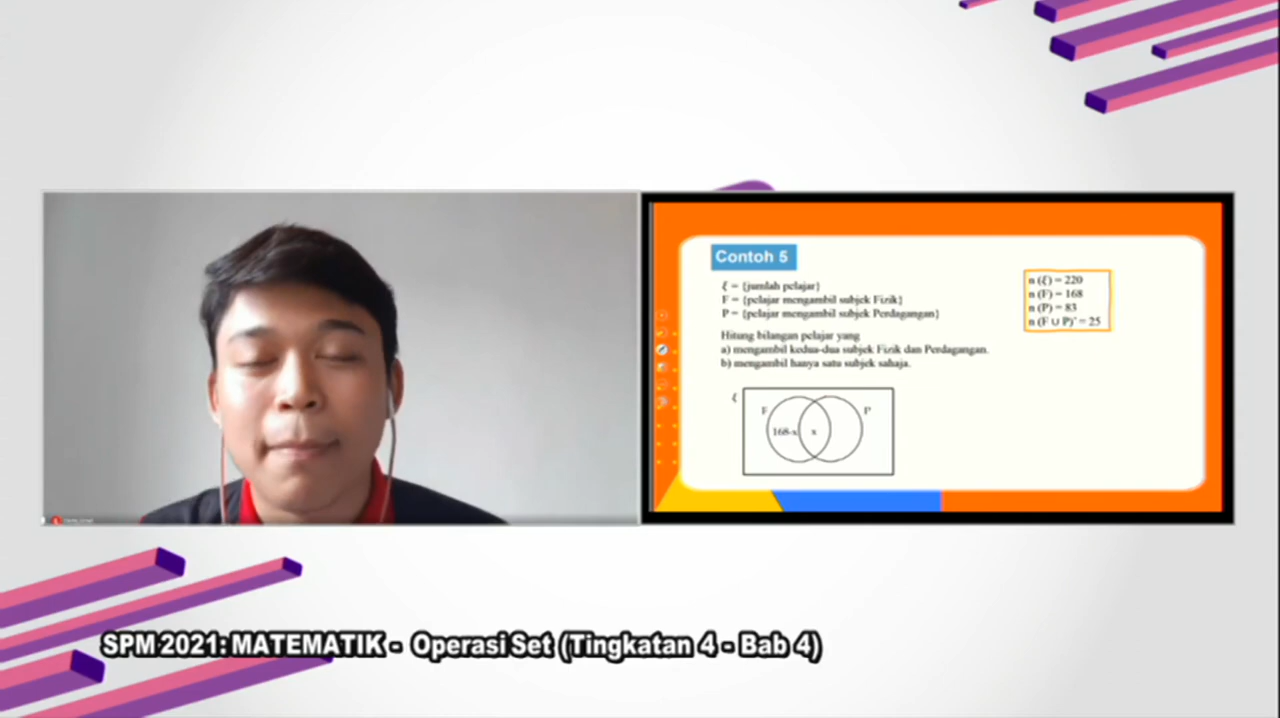 Contoh 5
ξ = {jumlah pelajar}
F = {pelajar mengambil subjek Fizik}
P = {pelajar mengambil subjek Perdagangan}
n (ξ) = 220
n (F) = 168
n (P) = 83
n (F ∪ P)' = 25
Hitung bilangan pelajar yang
a) mengambil kedua-dua subjek Fizik dan Perdagangan.
b) mengambil hanya satu subjek sahaja.
ξ
F
P
168-x
x
SPM 2021: MATEMATIK - Operasi Set (Tingkatan 4 - Bab 4)